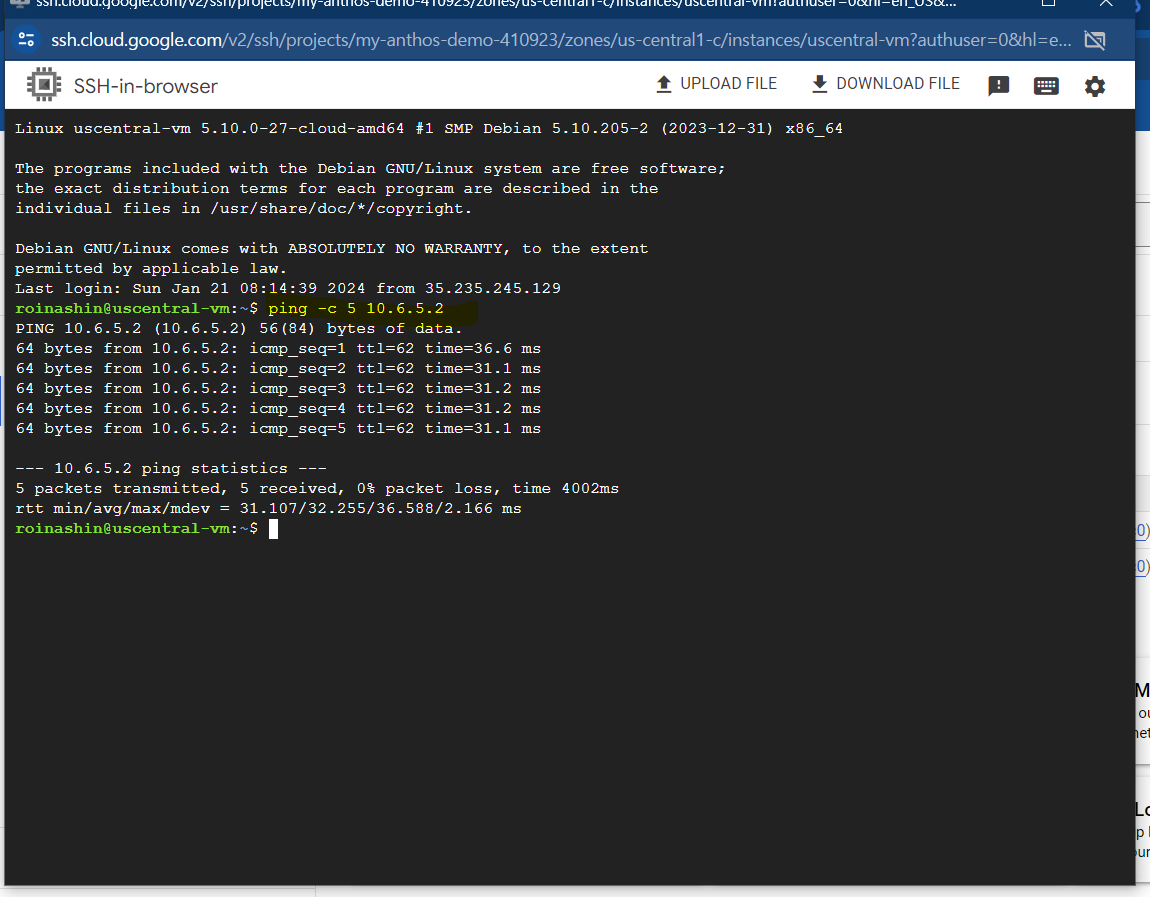 ssh.cloud.google.com/v2/ssh/projects/my-anthos-demo-410923/zones/us-central1-c/instances/uscentral-vm?authuser=0&hl=en_US&...
ssh.cloud.google.com/v2/ssh/projects/my-anthos-demo-410923/zones/us-central1-c/instances/uscentral-vm?authuser=0&hl=e...
SSH-in-browser
UPLOAD FILE
DOWNLOAD FILE
Linux uscentral-vm 5.10.0-27-cloud-amd64 #1 SMP Debian 5.10.205-2 (2023-12-31) x86_64
The programs included with the Debian GNU/Linux system are free software;
the exact distribution terms for each program are described in the
individual files in /usr/share/doc/*/copyright.
Debian GNU/Linux comes with ABSOLUTELY NO WARRANTY, to the extent
permitted by applicable law.
Last login: Sun Jan 21 08:14:39 2024 from 35.235.245.129
roinashin@uscentral-vm:~$ ping -c 5 10.6.5.2
PING 10.6.5.2 (10.6.5.2) 56(84) bytes of data.
64 bytes from 10.6.5.2: icmp_seq=1 ttl=62 time=36.6 ms
64 bytes from 10.6.5.2: icmp_seq=2 ttl=62 time=31.1 ms
64 bytes from 10.6.5.2: icmp_seq=3 ttl=62 time=31.2 ms
64 bytes from 10.6.5.2: icmp_seq=4 ttl=62 time=31.2 ms
64 bytes from 10.6.5.2: icmp_seq=5 ttl=62 time=31.1 ms
--- 10.6.5.2 ping statistics ---
5 packets transmitted, 5 received, 0% packet loss, time 4002ms
rtt min/avg/max/mdev = 31.107/32.255/36.588/2.166 ms
roinashin@uscentral-vm:~$